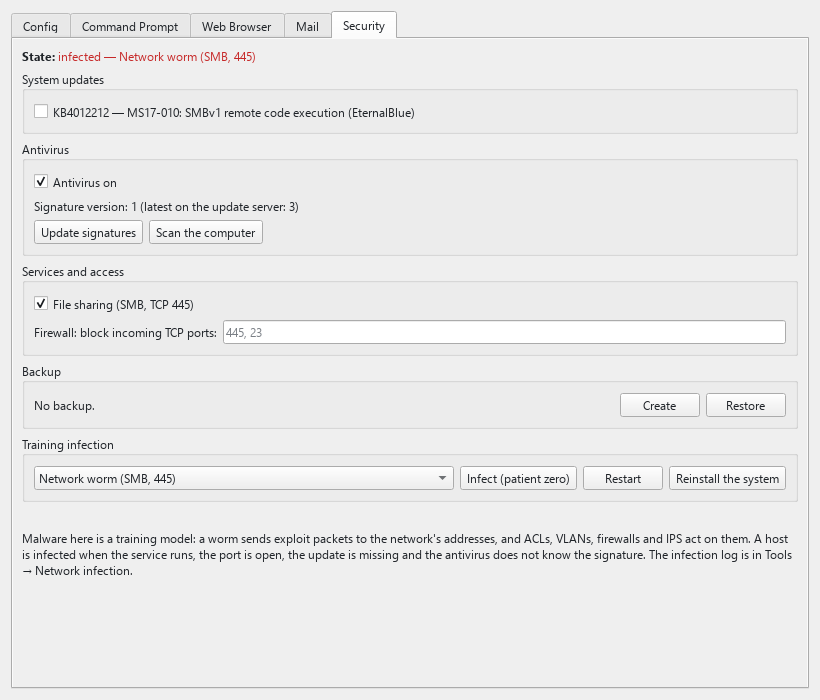 Config Command Prompt Web Browser Mail Security
State: infected — Network worm (SMB, 445)
System updates
KB4012212 — MS17-010: SMBv1 remote code execution (EternalBlue)
Antivirus
Antivirus on
Signature version: 1 (latest on the update server: 3)
Update signatures Scan the computer
Services and access
File sharing (SMB, TCP 445)
Firewall: block incoming TCP ports: 445, 23
Backup
No backup. Create Restore
Training infection
Network worm (SMB, 445) Infect (patient zero) Restart Reinstall the system
Malware here is a training model: a worm sends exploit packets to the network's addresses, and ACLs, VLANs, firewalls and IPS act on them. A host
is infected when the service runs, the port is open, the update is missing and the antivirus does not know the signature. The infection log is in Tools
→ Network infection.